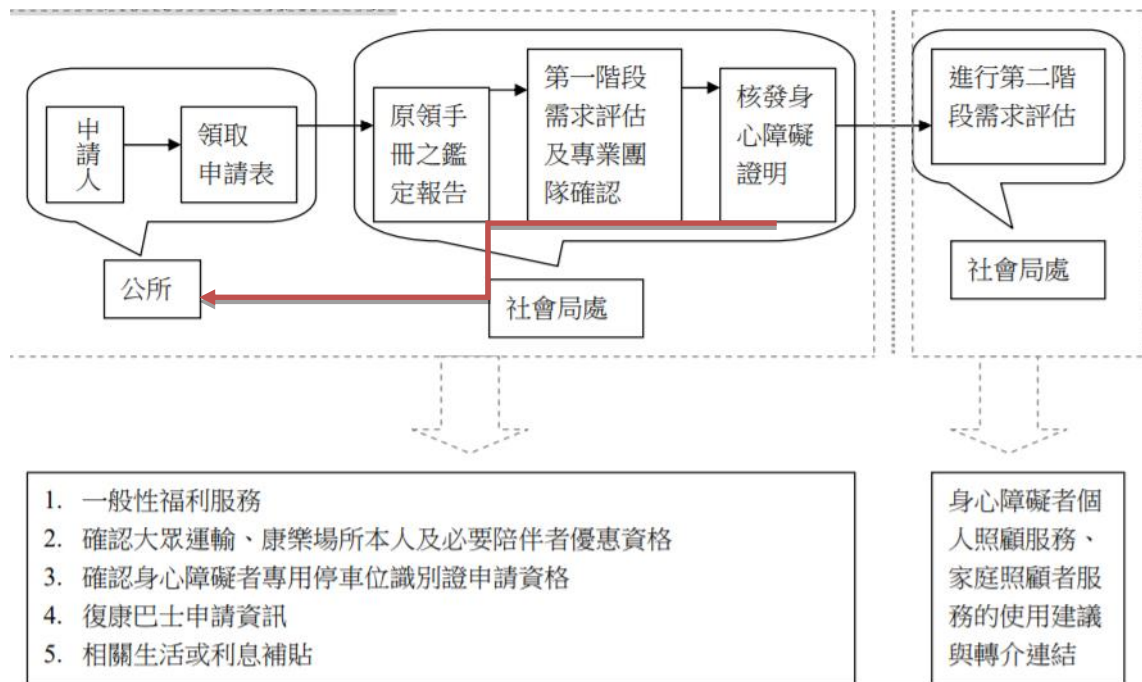 申
請
人
領取
申請表
原領手
冊之鑑
定報告
第一階段
需求評估
及專業團
隊確認
核發身
心障礙
證明
進行第二階
段需求評估
公所
社會局處
社會局處
1. 一般性福利服務
2. 確認大眾運輸、康樂場所本人及必要陪伴者優惠資格
3. 確認身心障礙者專用停車位識別證申請資格
4. 復康巴士申請資訊
5. 相關生活或利息補貼
身心障礙者個
人照顧服務、
家庭照顧者服
務的使用建議
與轉介連結